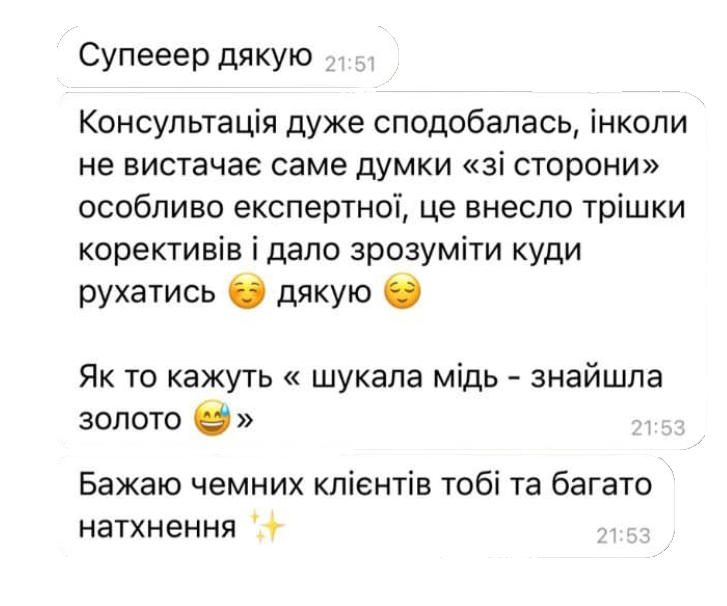 Супееер дякую 21:51
Консультація дуже сподобалась, інколи
не вистачає саме думки «зі сторони»
особливо експертної, це внесло трішки
корективів і дало зрозуміти куди
рухатись ☺️ дякую 😌
Як то кажуть « шукала мідь - знайшла
золото 😅»
21:53
Бажаю чемних клієнтів тобі та багато
натхнення ✨ 21:53